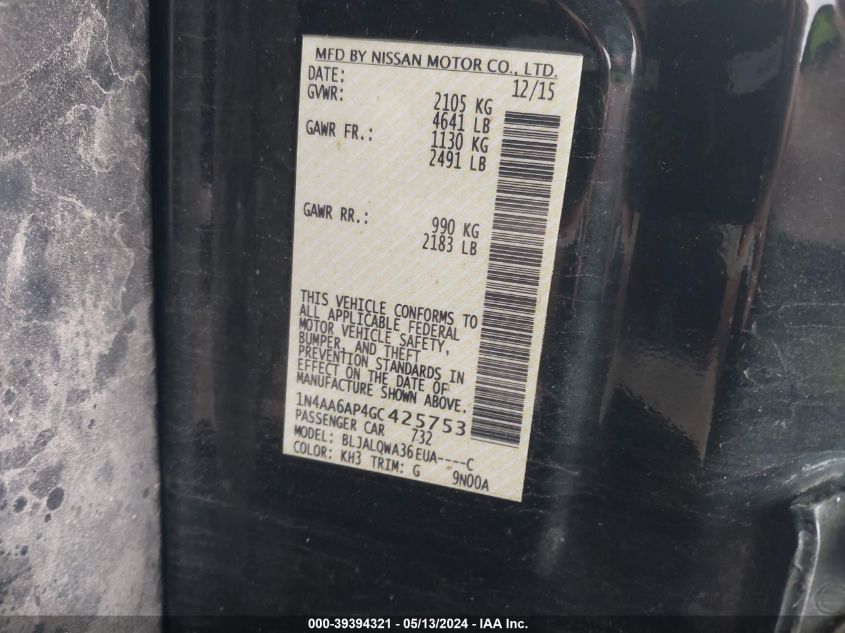 MFD BY NISSAN MOTOR CO., LTD.
DATE: 12/15
GVWR: 2105 KG
4641 LB
GAWR FR.: 1130 KG
2491 LB
GAWR RR.: 990 KG
2183 LB
THIS VEHICLE CONFORMS TO
ALL APPLICABLE FEDERAL
MOTOR VEHICLE SAFETY,
BUMPER, AND THEFT
PREVENTION STANDARDS IN
EFFECT ON THE DATE OF
MANUFACTURE SHOWN ABOVE.
1N4AA6AP4GC425753
PASSENGER CAR 732
MODEL: BLJALQWA36EUA----C
COLOR: KH3 TRIM: G 9N00A
000-39394321 - 05/13/2024 - IAA Inc.